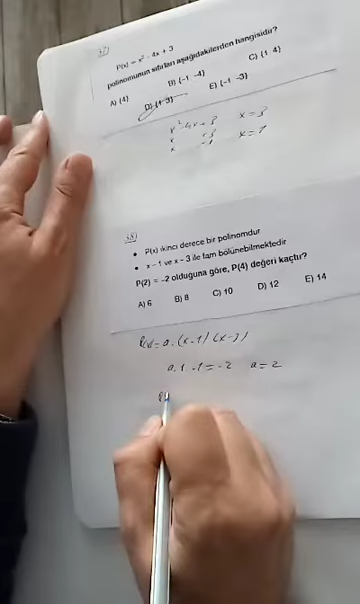 37)
P(x) = x² - 4x + 3
polinomunun sıfırları aşağıdakilerden hangisidir?
A) {4} B) {-1 -4} C) {1 4}
D) {1 3} E) {-1 -3}
x² - 4x + 3 x = 3
x -3 x = 1
x -1
38)
• P(x) ikinci derece bir polinomdur
• x - 1 ve x - 3 ile tam bölünebilmektedir
P(2) = -2 olduğuna göre, P(4) değeri kaçtır?
A) 6 B) 8 C) 10 D) 12 E) 14
P(x) = a.(x-1)(x-3)
a.1.-1 = -2 a = 2